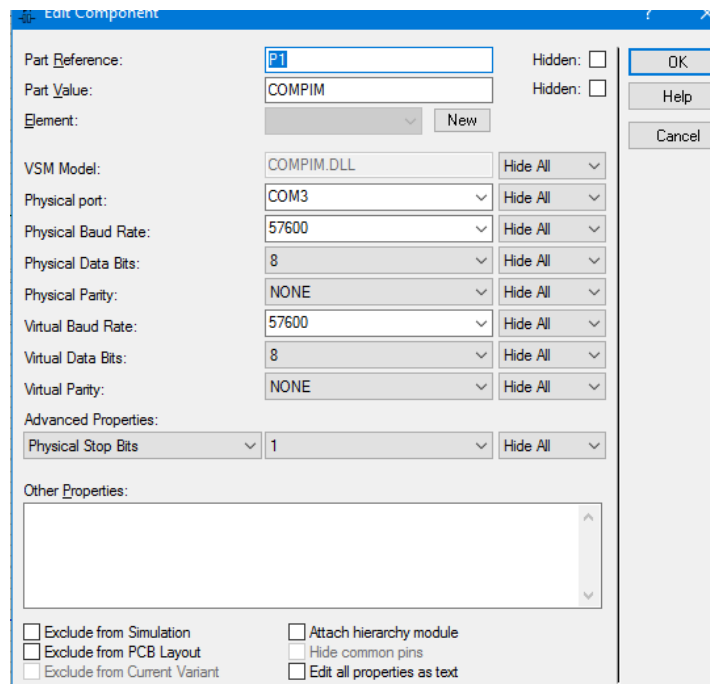 Edit Component ?
Part Reference: P1 Hidden: OK
Part Value: COMPIM Hidden: Help
Element: New
Cancel
VSM Model: COMPIM.DLL Hide All
Physical port: COM3 Hide All
Physical Baud Rate: 57600 Hide All
Physical Data Bits: 8 Hide All
Physical Parity: NONE Hide All
Virtual Baud Rate: 57600 Hide All
Virtual Data Bits: 8 Hide All
Virtual Parity: NONE Hide All
Advanced Properties:
Physical Stop Bits 1 Hide All
Other Properties:
Exclude from Simulation Attach hierarchy module
Exclude from PCB Layout Hide common pins
Exclude from Current Variant Edit all properties as text